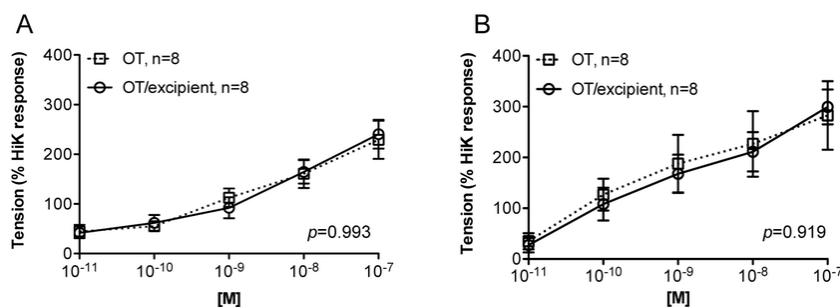 A
Tension (% HiK response)
400
300
200
100
0
OT, n=8
OT/excipient, n=8
p=0.993
10-11
10-10
10-9
10-8
10-7
[M]
B
Tension (% HiK response)
400
300
200
100
0
OT, n=8
OT/excipient, n=8
p=0.919
10-11
10-10
10-9
10-8
10-7
[M]